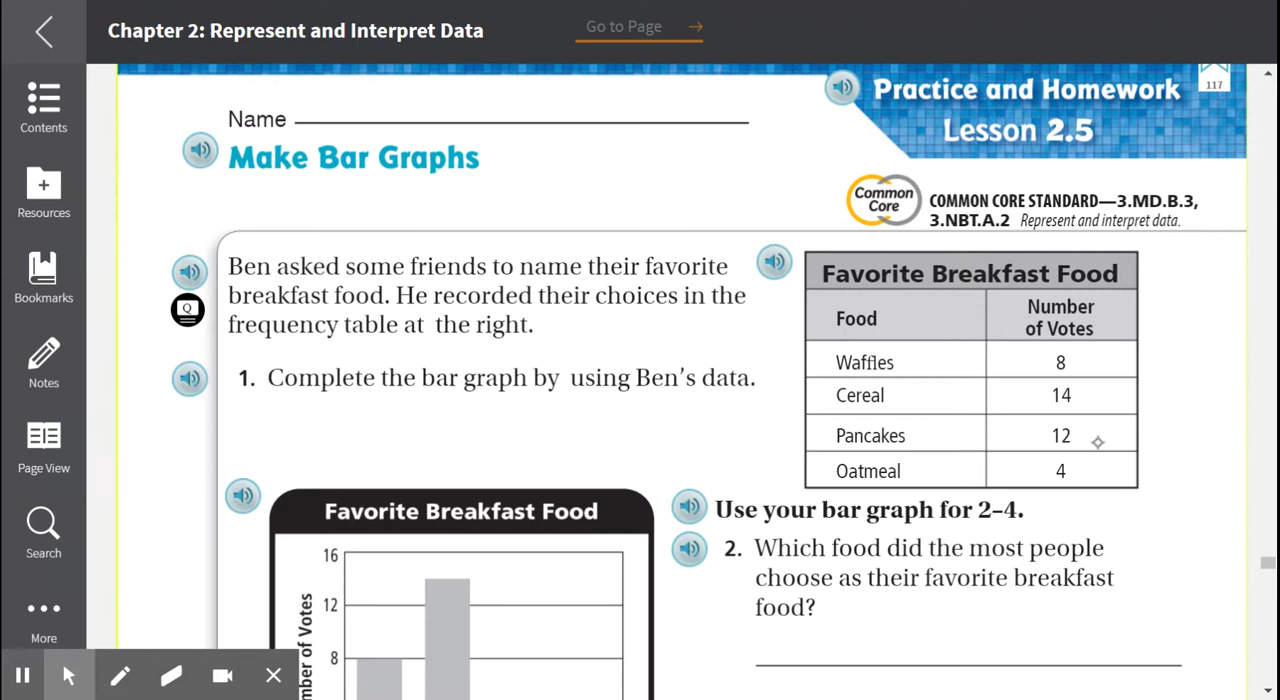 Chapter 2: Represent and Interpret Data
Go to Page →
Contents
Resources
Bookmarks
Notes
Page View
Search
More
Practice and Homework
117
Lesson 2.5
Name
Make Bar Graphs
Common
Core
COMMON CORE STANDARD—3.MD.B.3,
3.NBT.A.2 Represent and interpret data.
Ben asked some friends to name their favorite
breakfast food. He recorded their choices in the
frequency table at the right.
Q
1. Complete the bar graph by using Ben's data.
Favorite Breakfast Food
Food
Number
of Votes
Waffles 8
Cereal 14
Pancakes 12
Oatmeal 4
Favorite Breakfast Food
16
12
8
mber of Votes
Use your bar graph for 2–4.
2. Which food did the most people
choose as their favorite breakfast
food?